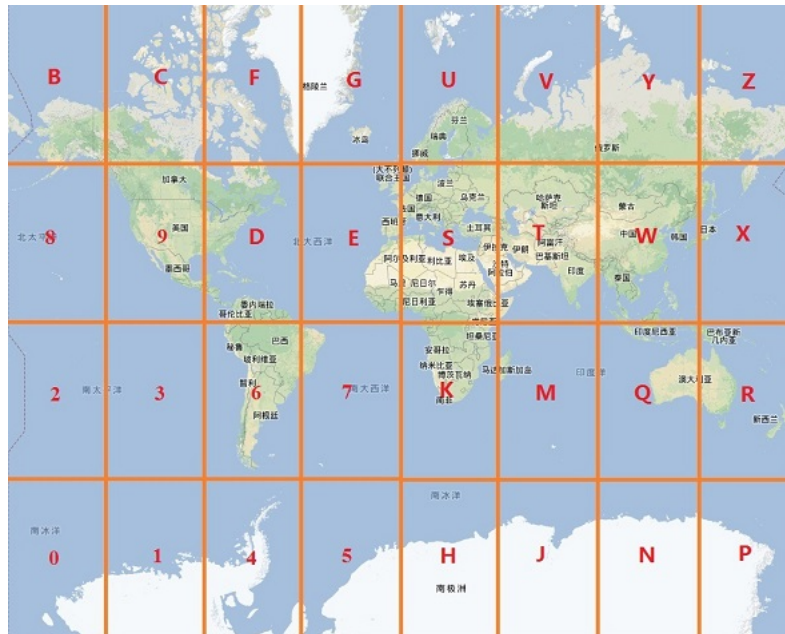 B C F G U V Y Z
格陵兰
冰岛
芬兰
瑞典
挪威
俄罗斯
8 9 D E S T W X
(大不列颠)
联合王国
加拿大
美国
墨西哥
北太平
北大西洋
波兰
德国
乌克兰
法国
意大利
西班牙
土耳其
哈萨克
斯坦
蒙古
中国
韩国
日本
伊拉克
伊朗
阿富汗
巴基斯坦
印度
泰国
阿尔及利亚
利比亚
埃及
沙特
阿拉伯
马里
尼日尔
乍得
苏丹
尼日利亚
埃塞俄比亚
委内瑞拉
哥伦比亚
2 3 6 7 K M Q R
秘鲁
巴西
玻利维亚
智利
阿根廷
南太平洋
南大西洋
坦桑尼亚
安哥拉
纳米比亚
博茨瓦纳
南非
马达加斯加岛
印度洋
印度尼西亚
巴布亚新
几内亚
澳大利亚
新西兰
0 1 4 5 H J N P
南冰洋
南冰洋
南极洲